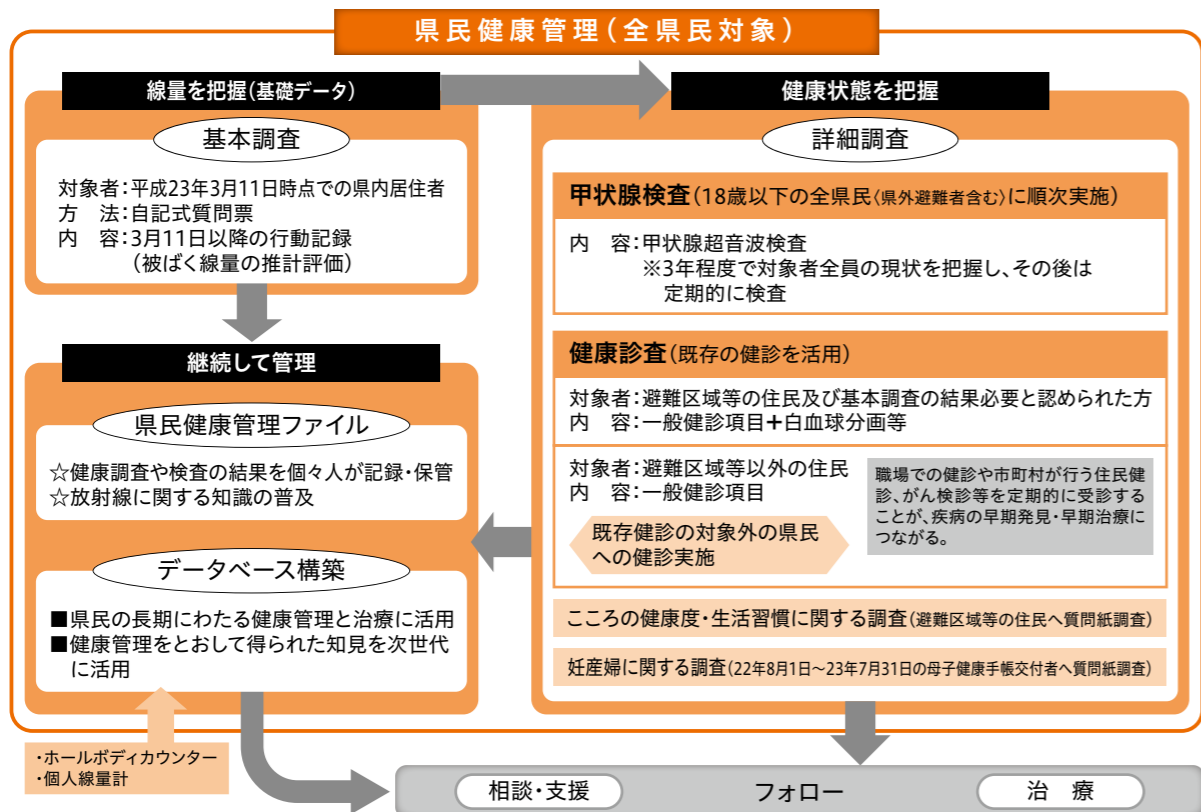 県民健康管理(全県民対象)
線量を把握(基礎データ)
基本調査
対象者:平成23年3月11日時点での県内居住者
方　法:自記式質問票
内　容:3月11日以降の行動記録
(被ばく線量の推計評価)
継続して管理
県民健康管理ファイル
☆健康調査や検査の結果を個々人が記録・保管
☆放射線に関する知識の普及
データベース構築
■県民の長期にわたる健康管理と治療に活用
■健康管理をとおして得られた知見を次世代
に活用
・ホールボディカウンター
・個人線量計
健康状態を把握
詳細調査
甲状腺検査(18歳以下の全県民〈県外避難者含む〉に順次実施)
内　容:甲状腺超音波検査
※3年程度で対象者全員の現状を把握し、その後は
定期的に検査
健康診査(既存の健診を活用)
対象者:避難区域等の住民及び基本調査の結果必要と認められた方
内　容:一般健診項目+白血球分画等
対象者:避難区域等以外の住民
内　容:一般健診項目
既存健診の対象外の県民
への健診実施
職場での健診や市町村が行う住民健
診、がん検診等を定期的に受診する
ことが、疾病の早期発見・早期治療に
つながる。
こころの健康度・生活習慣に関する調査(避難区域等の住民へ質問紙調査)
妊産婦に関する調査(22年8月1日～23年7月31日の母子健康手帳交付者へ質問紙調査)
相談・支援　フォロー　治　療